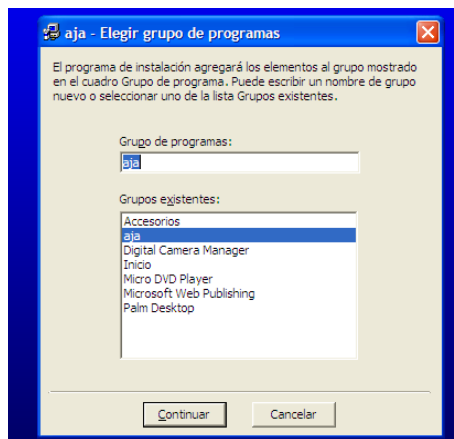 aja - Elegir grupo de programas
El programa de instalación agregará los elementos al grupo mostrado
en el cuadro Grupo de programa. Puede escribir un nombre de grupo
nuevo o seleccionar uno de la lista Grupos existentes.
Grupo de programas:
aja
Grupos existentes:
Accesorios
aja
Digital Camera Manager
Inicio
Micro DVD Player
Microsoft Web Publishing
Palm Desktop
Continuar
Cancelar